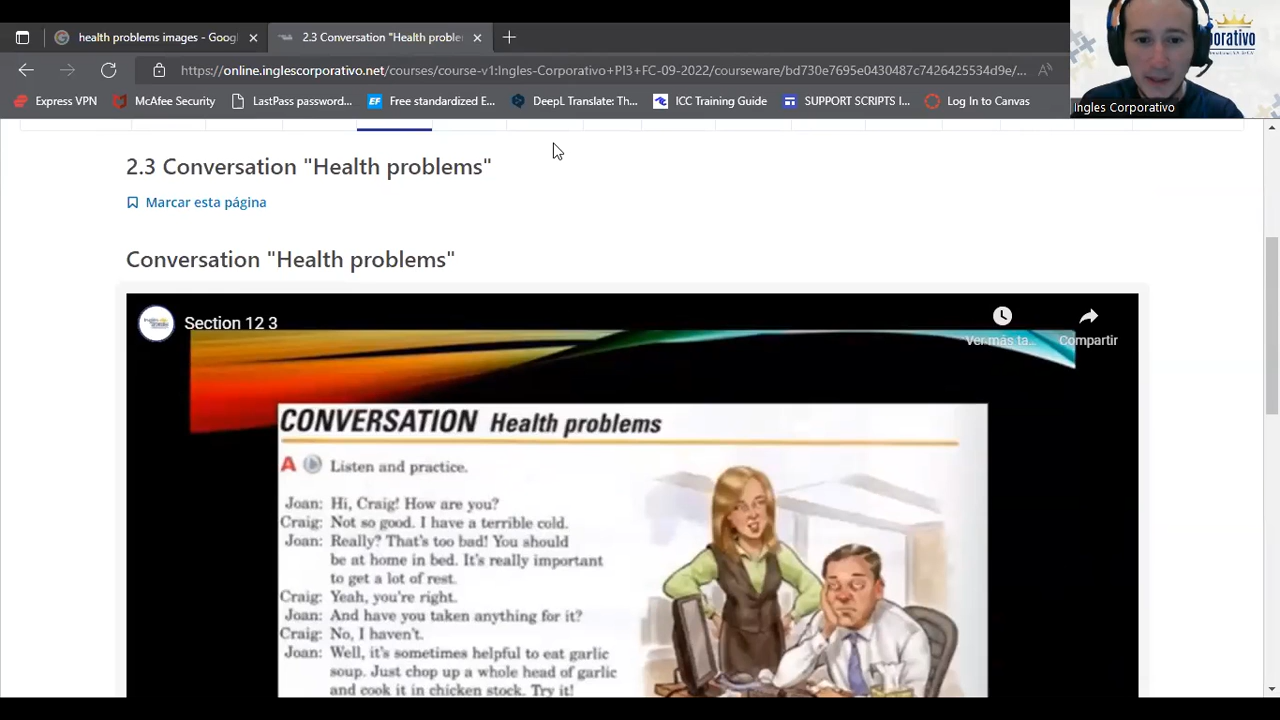 health problems images - Googl
2.3 Conversation "Health proble
https://online.inglescorporativo.net/courses/course-v1:Ingles-Corporativo+PI3+FC-09-2022/courseware/bd730e7695e0430487c7426425534d9e/...
Express VPN
McAfee Security
LastPass password...
EF
Free standardized E...
DeepL Translate: Th...
ICC Training Guide
SUPPORT SCRIPTS I...
Log In to Canvas
orativo
Ingles Corporativo
2.3 Conversation "Health problems"
Marcar esta página
Conversation "Health problems"
Section 12 3
Ver más ta...
Compartir
CONVERSATION Health problems
A Listen and practice.
Joan: Hi, Craig! How are you?
Craig: Not so good. I have a terrible cold.
Joan: Really? That's too bad! You should
be at home in bed. It's really important
to get a lot of rest.
Craig: Yeah, you're right.
Joan: And have you taken anything for it?
Craig: No, I haven't.
Joan: Well, it's sometimes helpful to eat garlic
soup. Just chop up a whole head of garlic
and cook it in chicken stock. Try it!